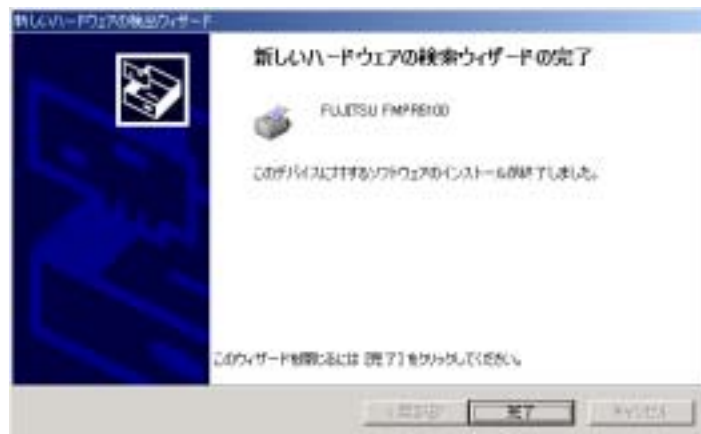 新しいハードウェアの検出ウィザード
新しいハードウェアの検索ウィザードの完了
FUJITSU FMPR5100
このデバイスに対するソフトウェアのインストールが終了しました。
このウィザードを閉じるには [完了] をクリックしてください。
< 戻る(B)
完了
キャンセル